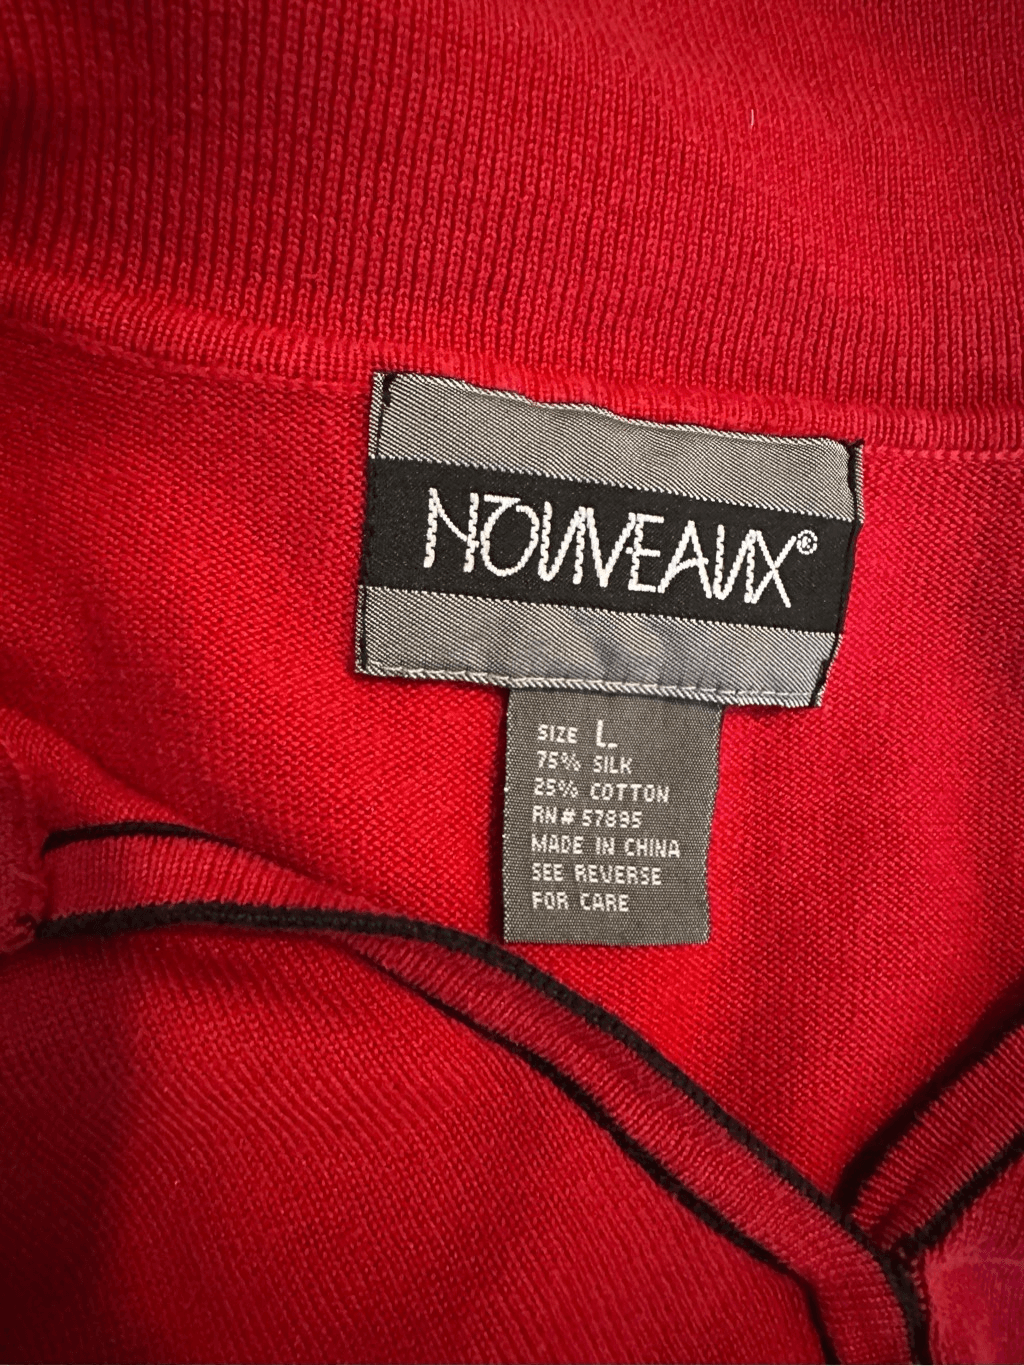 NOUVEAUX®
SIZE L
75% SILK
25% COTTON
RN# 57895
MADE IN CHINA
SEE REVERSE
FOR CARE